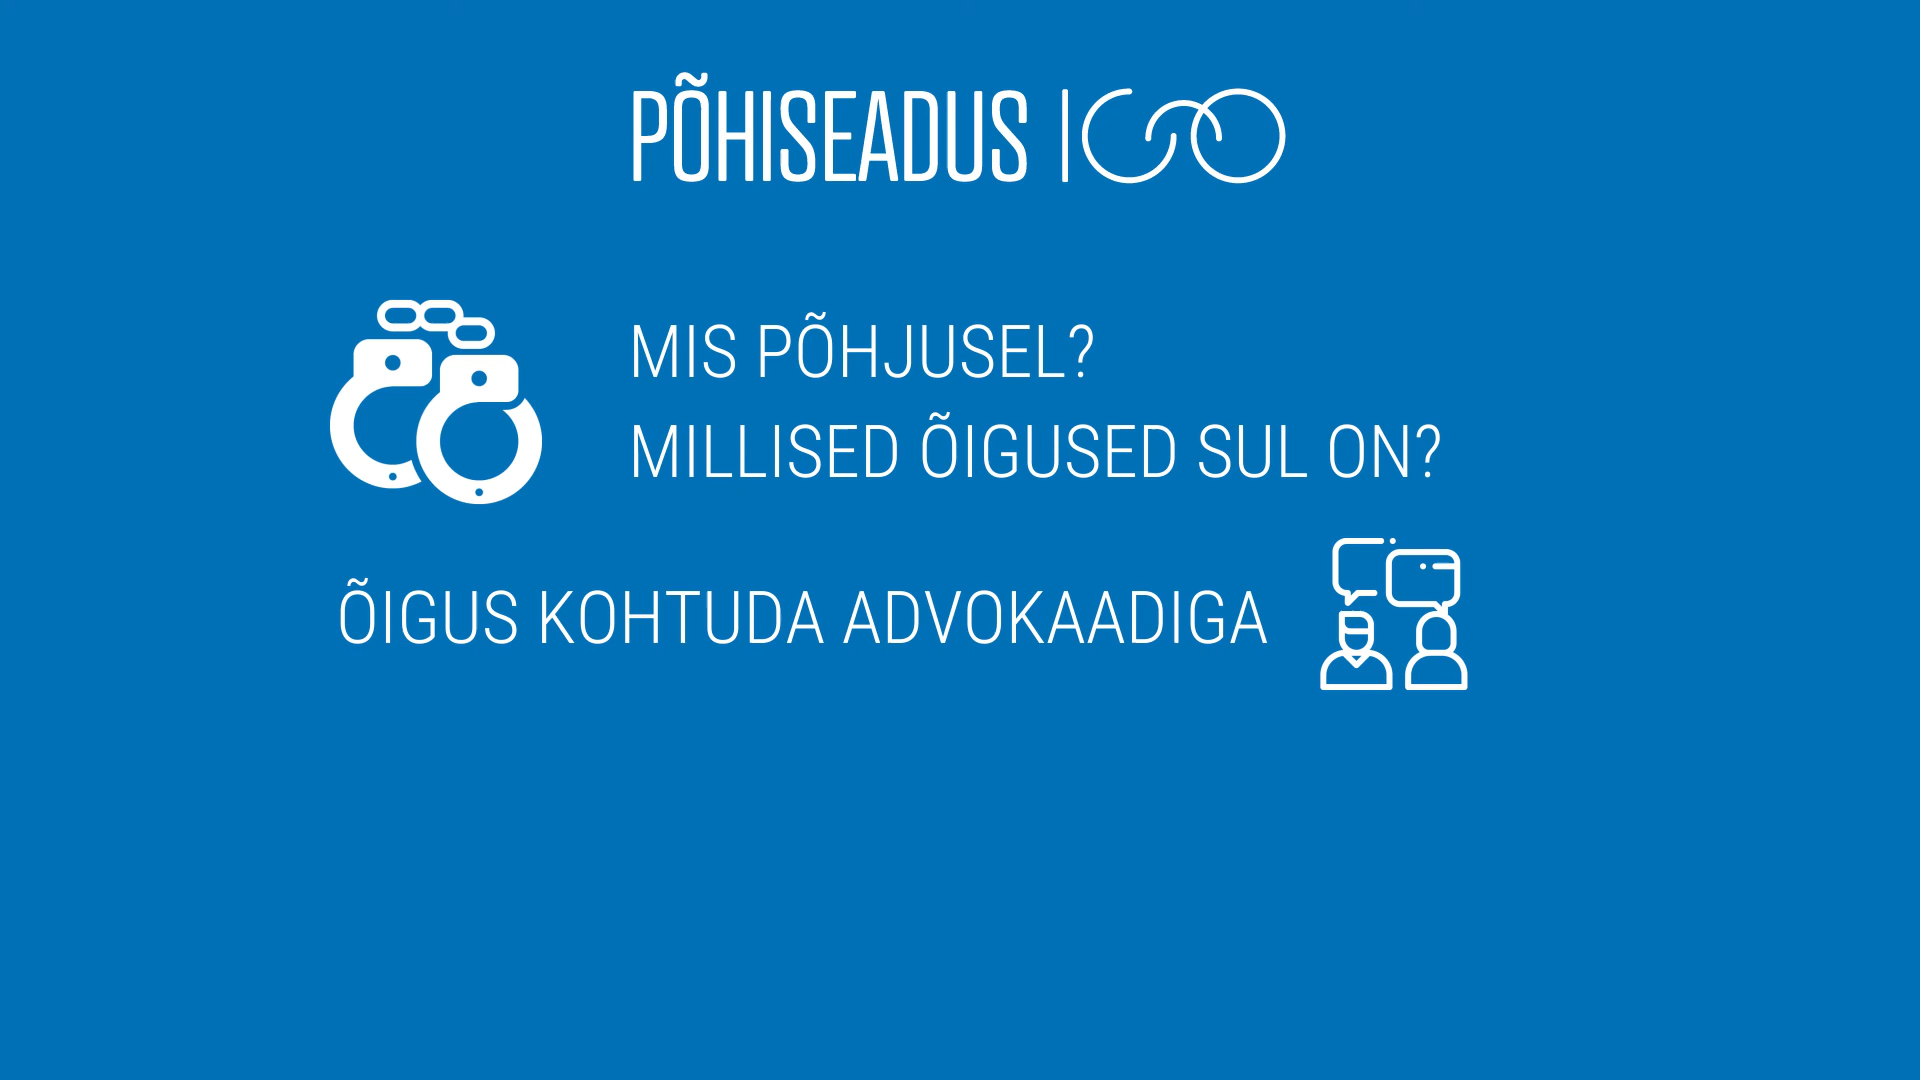 PÕHISEADUS 100
MIS PÕHJUSEL?
MILLISED ÕIGUSED SUL ON?
ÕIGUS KOHTUDA ADVOKAADIGA